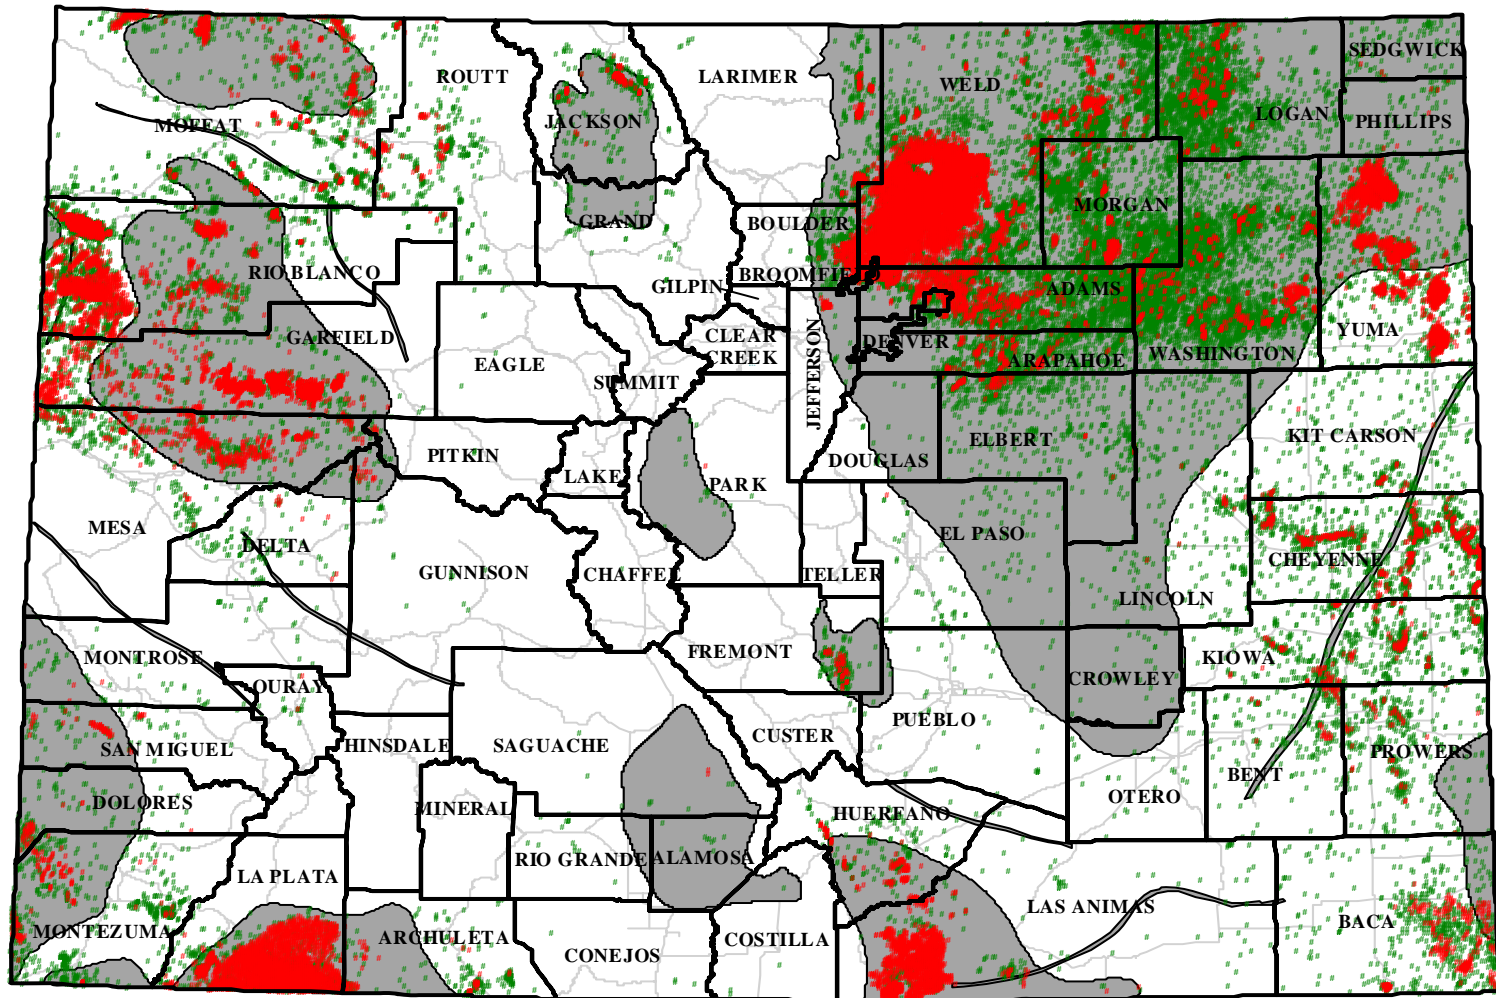 SEDGWICK
ROUTT
LARIMER
WELD
LOGAN
PHILLIPS
MOFFAT
JACKSON
MORGAN
GRAND
BOULDER
RIO BLANCO
BROOMFIE
GILPIN
ADAMS
GARFIELD
CLEAR
CREEK
JEFFERSON
DENVER
ARAPAHOE
WASHINGTON
YUMA
EAGLE
SUMMIT
PITKIN
LAKE
PARK
DOUGLAS
ELBERT
KIT CARSON
MESA
DELTA
GUNNISON
CHAFFEE
TELLER
EL PASO
LINCOLN
CHEYENNE
MONTROSE
OURAY
FREMONT
CROWLEY
KIOWA
SAN MIGUEL
HINSDALE
SAGUACHE
CUSTER
PUEBLO
BENT
PROWERS
DOLORES
MINERAL
HUERFANO
OTERO
LA PLATA
RIO GRANDE
ALAMOSA
MONTEZUMA
ARCHULETA
CONEJOS
COSTILLA
LAS ANIMAS
BACA